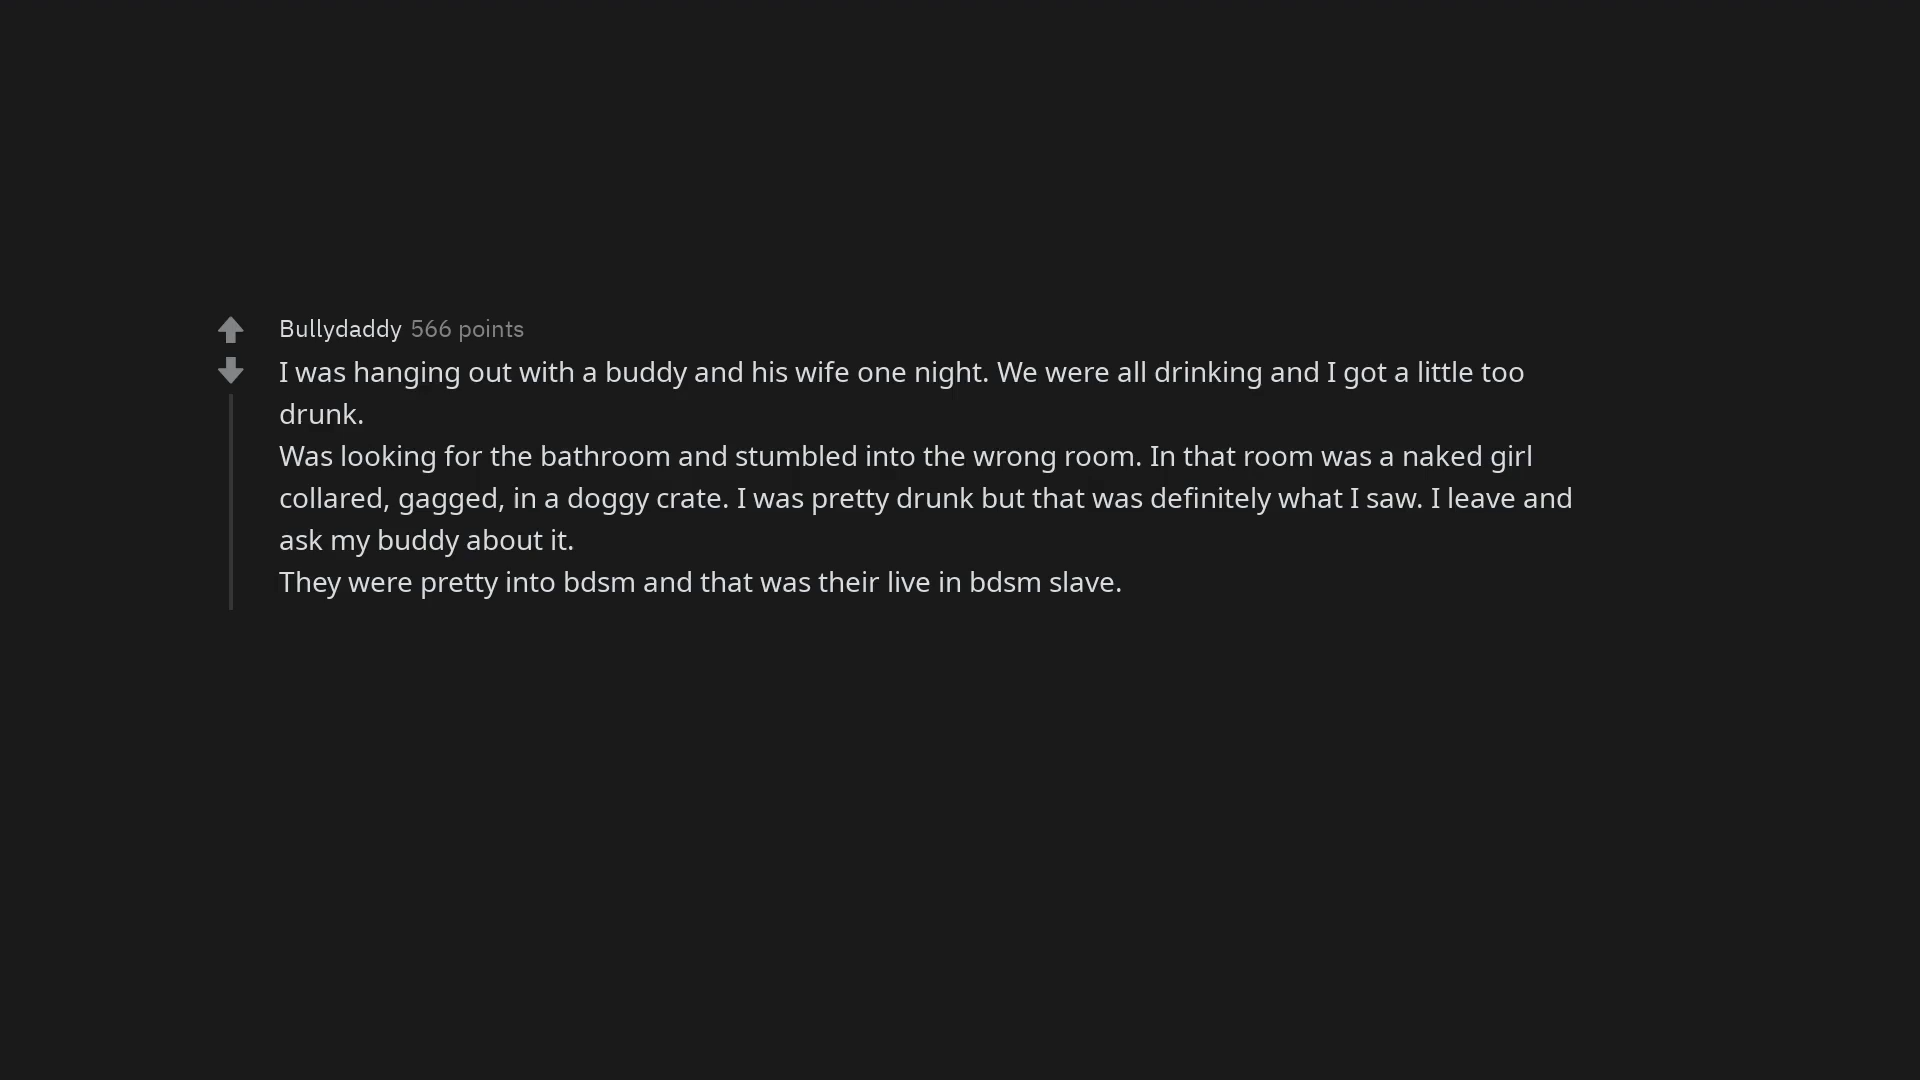 Bullydaddy 566 points
I was hanging out with a buddy and his wife one night. We were all drinking and I got a little too
drunk.
Was looking for the bathroom and stumbled into the wrong room. In that room was a naked girl
collared, gagged, in a doggy crate. I was pretty drunk but that was definitely what I saw. I leave and
ask my buddy about it.
They were pretty into bdsm and that was their live in bdsm slave.